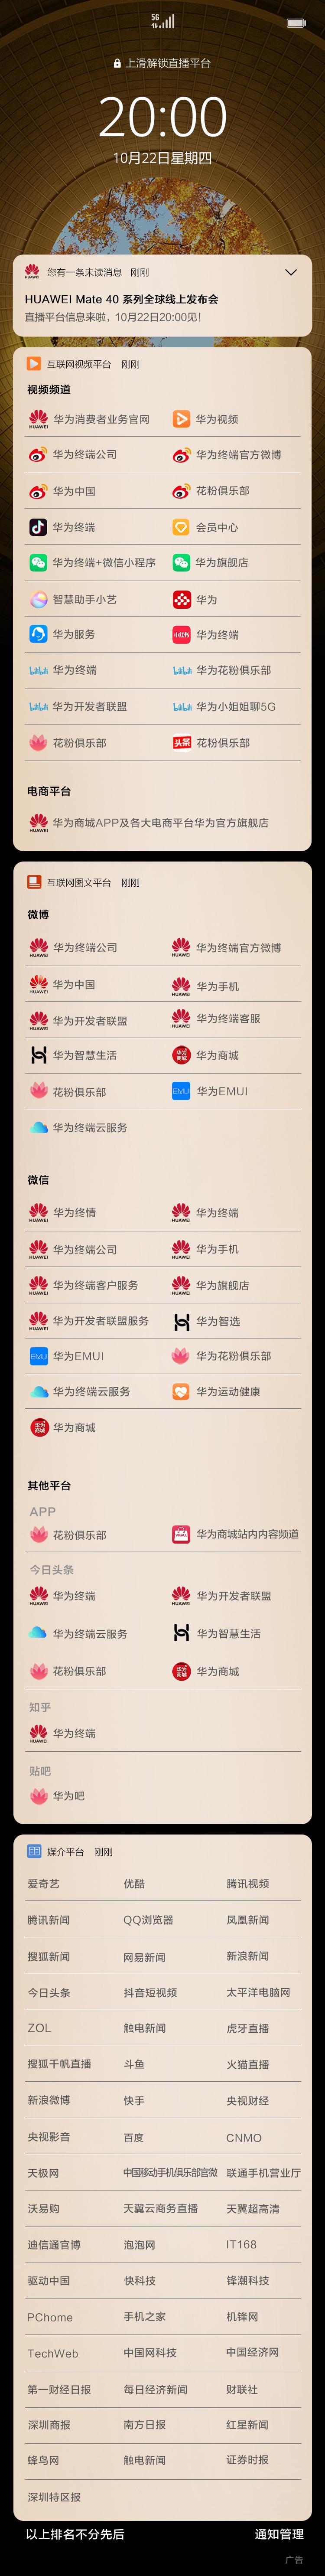 5G
上滑解锁直播平台
20:00
10月22日星期四
您有一条未读消息 刚刚
HUAWEI Mate 40 系列全球线上发布会
直播平台信息来啦，10月22日20:00见！
互联网视频平台 刚刚
视频频道
华为消费者业务官网 华为视频
华为终端公司 华为终端官方微博
华为中国 花粉俱乐部
华为终端 会员中心
华为终端+微信小程序 华为旗舰店
智慧助手小艺 华为
华为服务 华为终端
华为终端 华为花粉俱乐部
华为开发者联盟 华为小姐姐聊5G
花粉俱乐部 花粉俱乐部
电商平台
华为商城APP及各大电商平台华为官方旗舰店
互联网图文平台 刚刚
微博
华为终端公司 华为终端官方微博
华为中国 华为手机
华为开发者联盟 华为终端客服
华为智慧生活 华为商城
花粉俱乐部 华为EMUI
华为终端云服务
微信
华为终情 华为终端
华为终端公司 华为手机
华为终端客户服务 华为旗舰店
华为开发者联盟服务 华为智选
华为EMUI 华为花粉俱乐部
华为终端云服务 华为运动健康
华为商城
其他平台
APP
花粉俱乐部 华为商城站内内容频道
今日头条
华为终端 华为开发者联盟
华为终端云服务 华为智慧生活
花粉俱乐部 华为商城
知乎
华为终端
贴吧
华为吧
媒介平台 刚刚
爱奇艺 优酷 腾讯视频
腾讯新闻 QQ浏览器 凤凰新闻
搜狐新闻 网易新闻 新浪新闻
今日头条 抖音短视频 太平洋电脑网
ZOL 触电新闻 虎牙直播
搜狐千帆直播 斗鱼 火猫直播
新浪微博 快手 央视财经
央视影音 百度 CNMO
天极网 中国移动手机俱乐部官微 联通手机营业厅
沃易购 天翼云商务直播 天翼超高清
迪信通官博 泡泡网 IT168
驱动中国 快科技 锋潮科技
PChome 手机之家 机锋网
TechWeb 中国网科技 中国经济网
第一财经日报 每日经济新闻 财联社
深圳商报 南方日报 红星新闻
蜂鸟网 触电新闻 证券时报
深圳特区报
以上排名不分先后 通知管理
广告